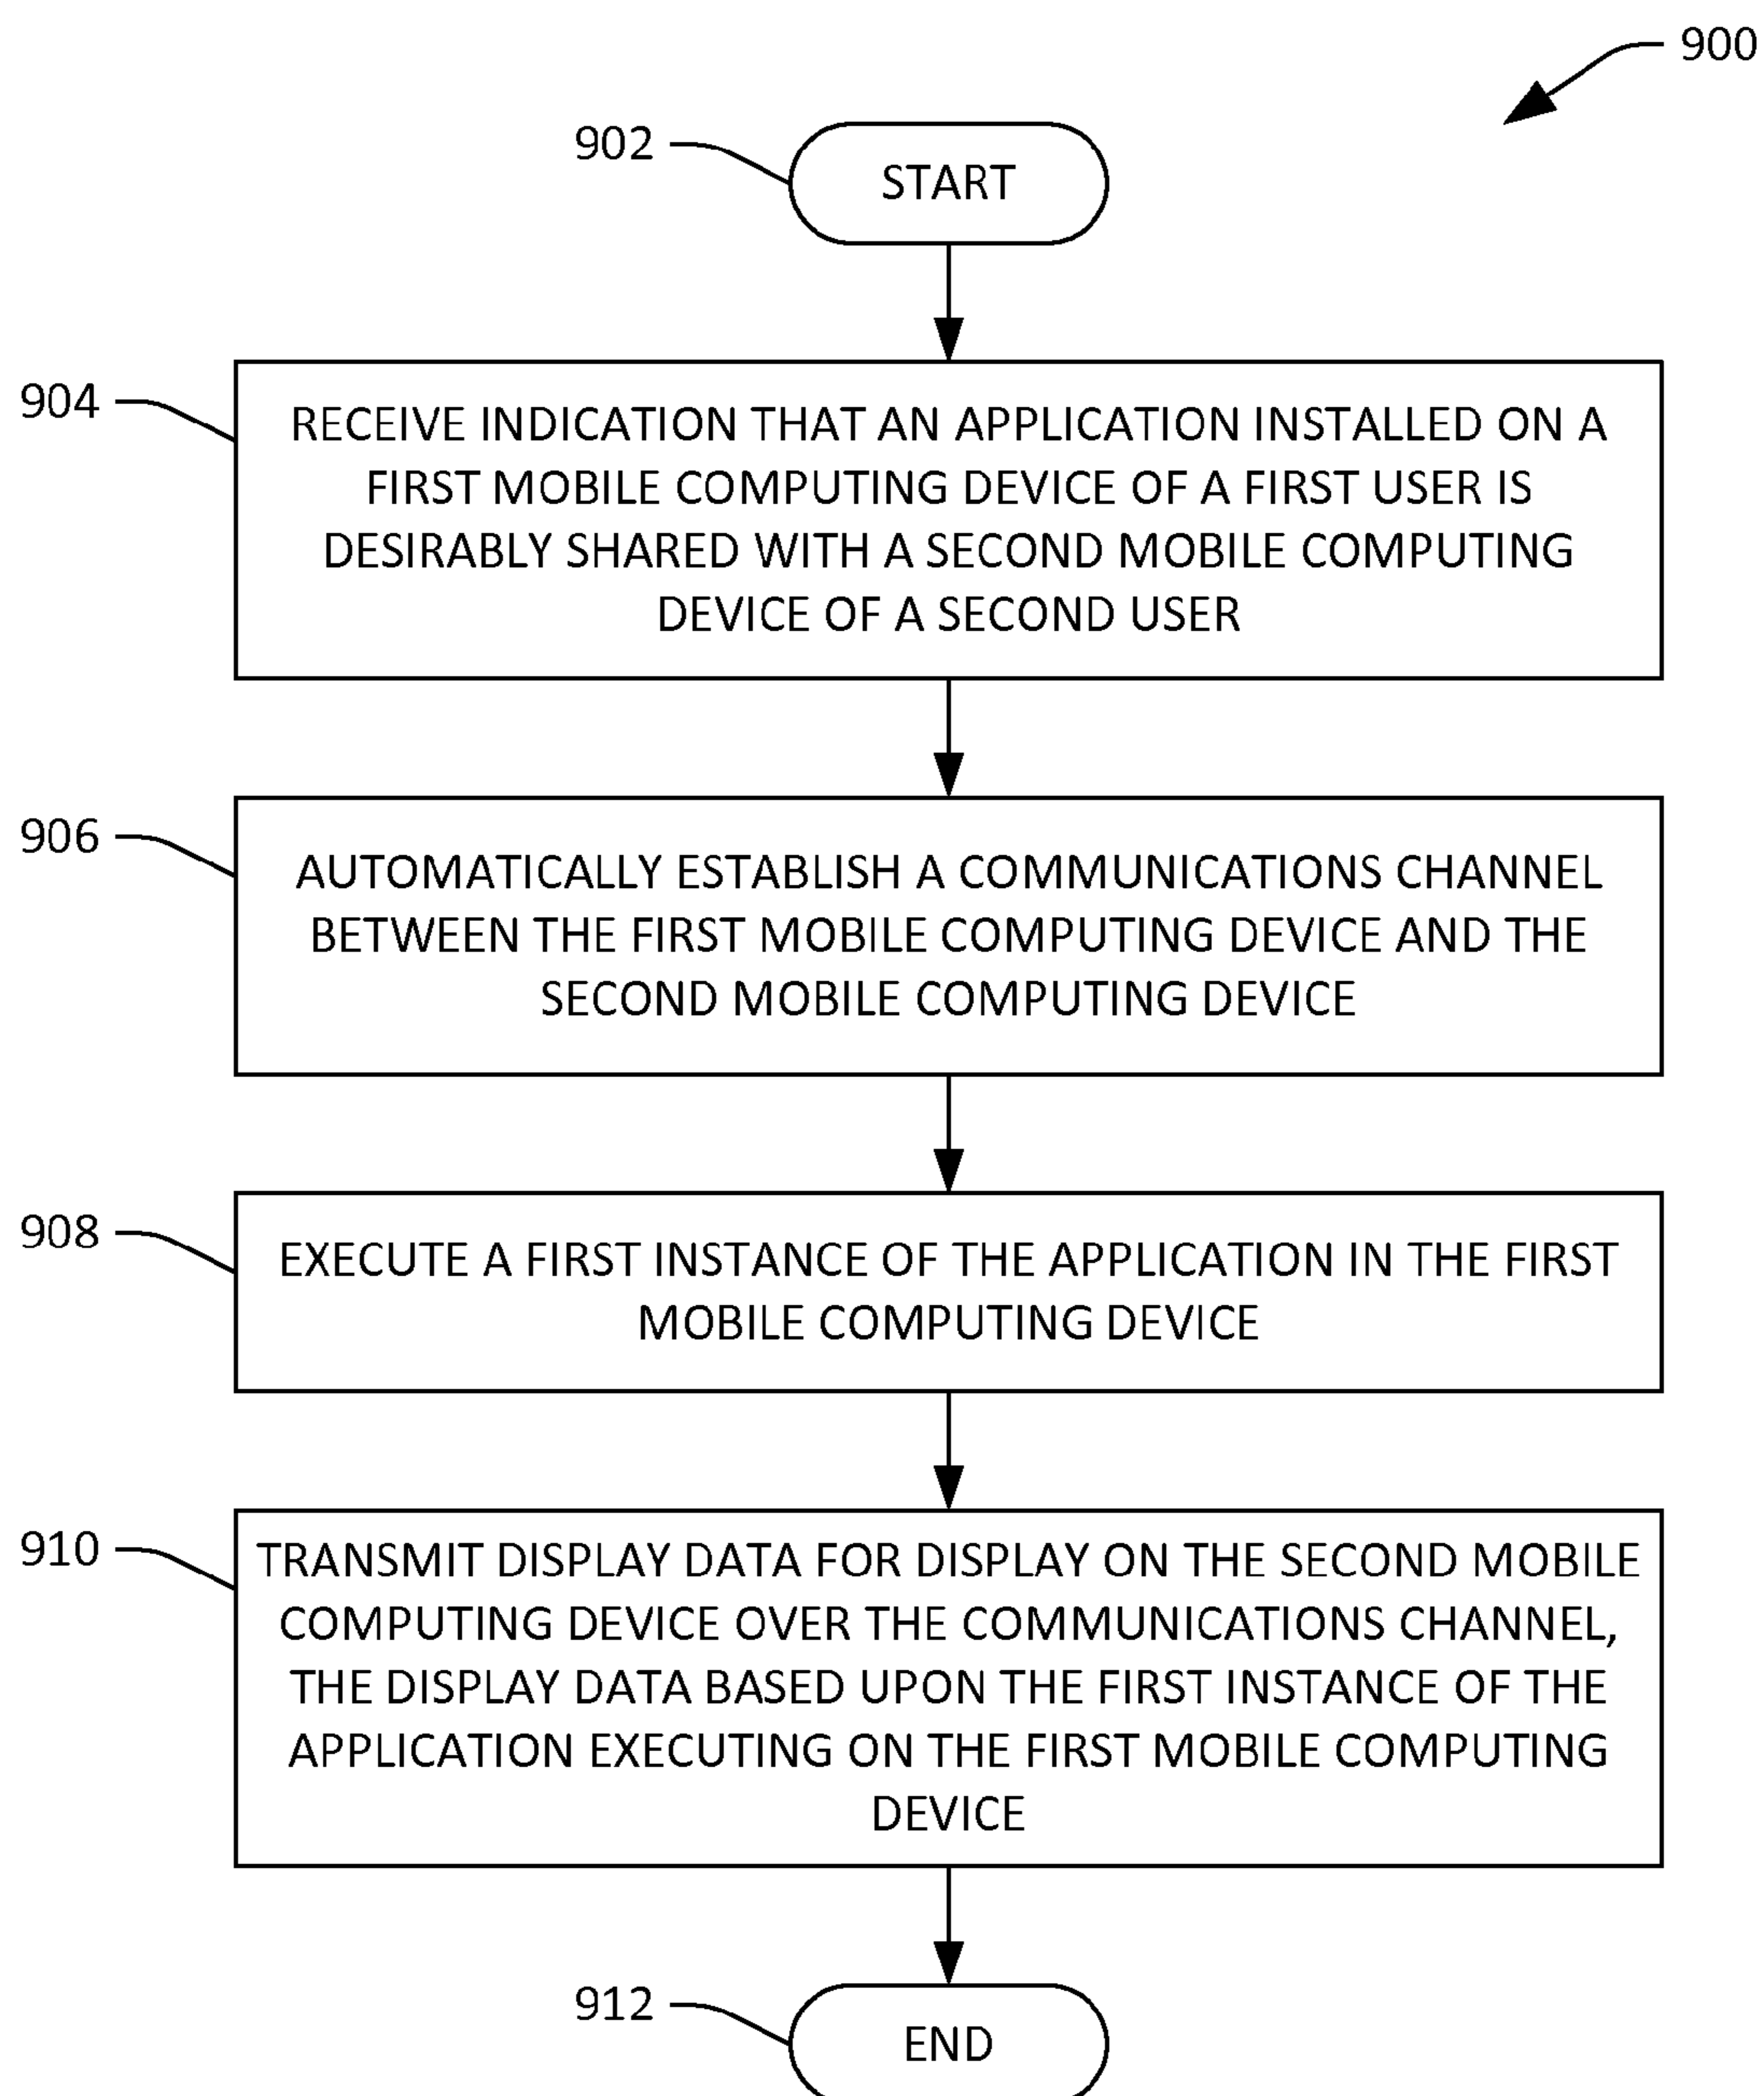 900
902
START
904
RECEIVE INDICATION THAT AN APPLICATION INSTALLED ON A
FIRST MOBILE COMPUTING DEVICE OF A FIRST USER IS
DESIRABLY SHARED WITH A SECOND MOBILE COMPUTING
DEVICE OF A SECOND USER
906
AUTOMATICALLY ESTABLISH A COMMUNICATIONS CHANNEL
BETWEEN THE FIRST MOBILE COMPUTING DEVICE AND THE
SECOND MOBILE COMPUTING DEVICE
908
EXECUTE A FIRST INSTANCE OF THE APPLICATION IN THE FIRST
MOBILE COMPUTING DEVICE
910
TRANSMIT DISPLAY DATA FOR DISPLAY ON THE SECOND MOBILE
COMPUTING DEVICE OVER THE COMMUNICATIONS CHANNEL,
THE DISPLAY DATA BASED UPON THE FIRST INSTANCE OF THE
APPLICATION EXECUTING ON THE FIRST MOBILE COMPUTING
DEVICE
912
END